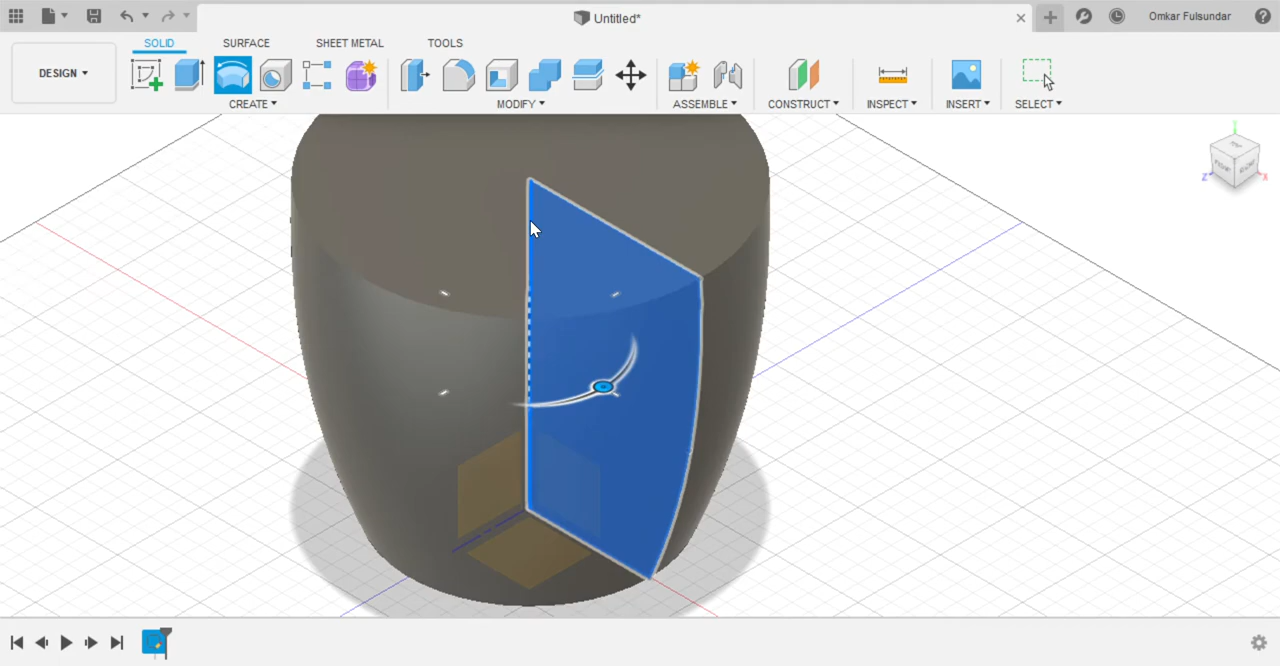 Untitled*
Omkar Fulsundar
SOLID
SURFACE
SHEET METAL
TOOLS
DESIGN
CREATE
MODIFY
ASSEMBLE
CONSTRUCT
INSPECT
INSERT
SELECT
Z
X